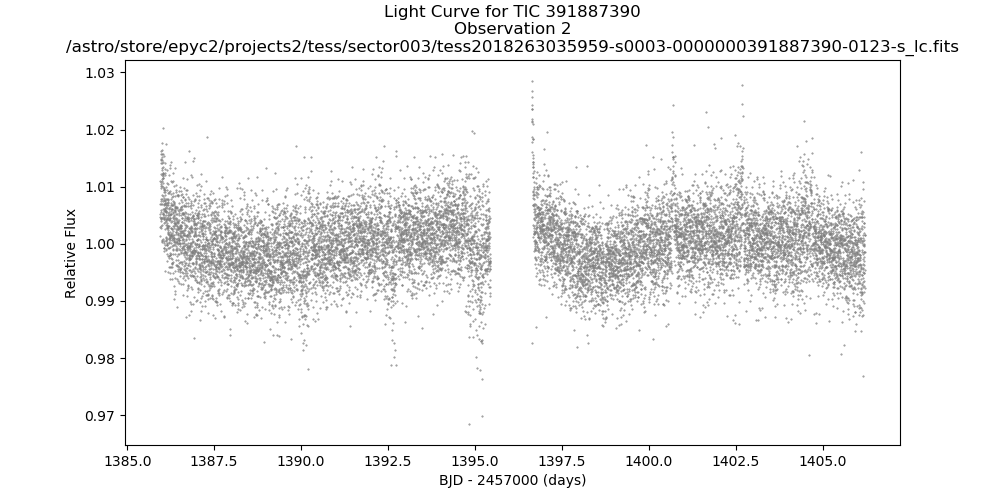 Light Curve for TIC 391887390
Observation 2
/astro/store/epyc2/projects2/tess/sector003/tess2018263035959-s0003-0000000391887390-0123-s_lc.fits
1.03
1.02
1.01
1.00
0.99
0.98
0.97
Relative Flux
1385.0 1387.5 1390.0 1392.5 1395.0 1397.5 1400.0 1402.5 1405.0
BJD - 2457000 (days)